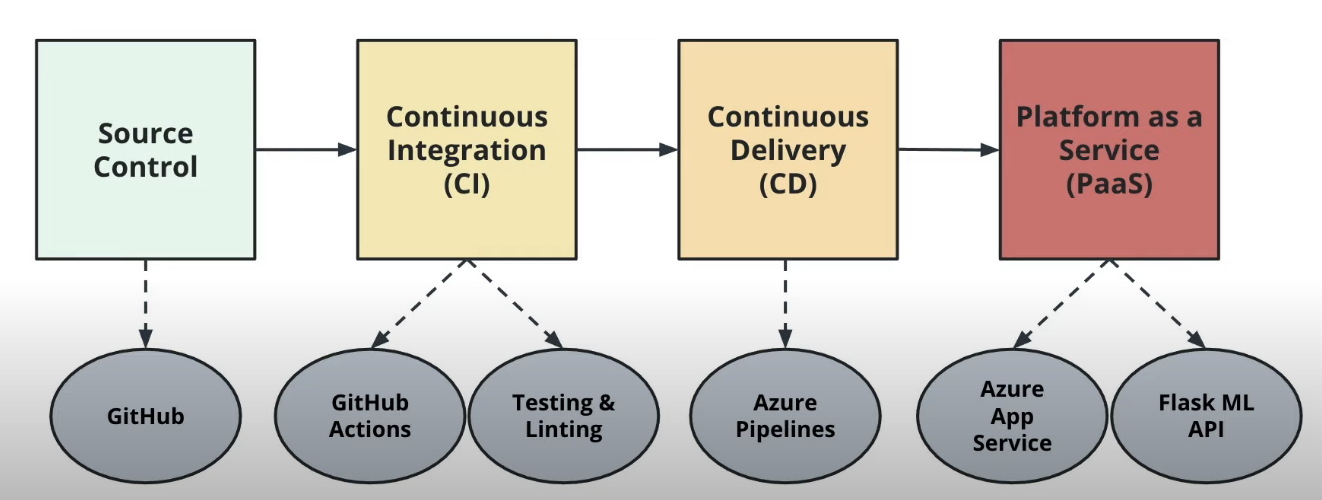 Source
Control
Continuous
Integration
(CI)
Continuous
Delivery
(CD)
Platform as a
Service
(PaaS)
GitHub
GitHub
Actions
Testing &
Linting
Azure
Pipelines
Azure
App
Service
Flask ML
API